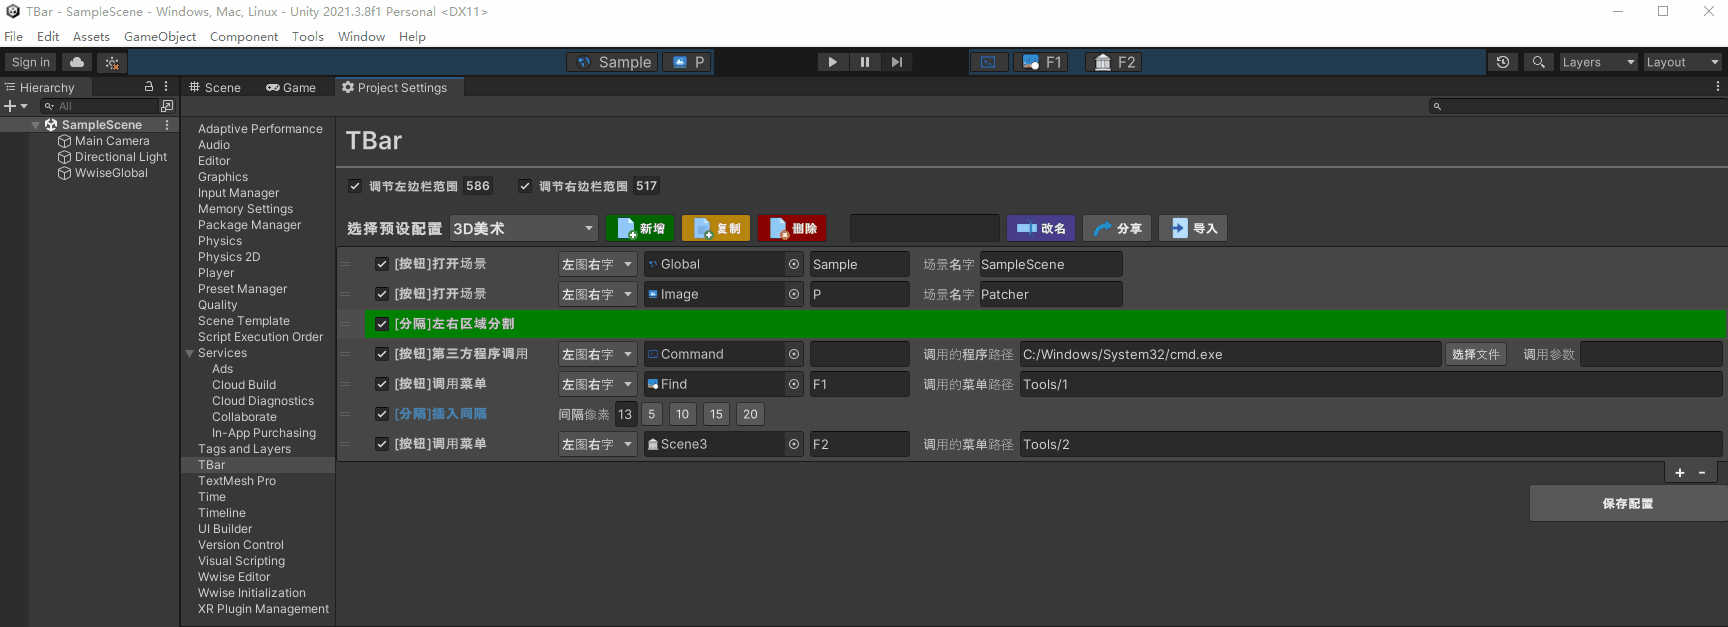 TBar - SampleScene - Windows, Mac, Linux - Unity 2021.3.8f1 Personal <DX11>
File Edit Assets GameObject Component Tools Window Help
Sign in Sample P F1 F2 Layers Layout
Hierarchy Scene Game Project Settings
All
SampleScene
Main Camera
Directional Light
WwiseGlobal
Adaptive Performance
Audio
Editor
Graphics
Input Manager
Memory Settings
Package Manager
Physics
Physics 2D
Player
Preset Manager
Quality
Scene Template
Script Execution Order
Services
Ads
Cloud Build
Cloud Diagnostics
Collaborate
In-App Purchasing
Tags and Layers
TBar
TextMesh Pro
Time
Timeline
UI Builder
Version Control
Visual Scripting
Wwise Editor
Wwise Initialization
XR Plugin Management
TBar
调节左边栏范围 586 调节右边栏范围 517
选择预设配置 3D美术 新增 复制 删除 改名 分享 导入
[按钮]打开场景 左图右字 Global Sample 场景名字 SampleScene
[按钮]打开场景 左图右字 Image P 场景名字 Patcher
[分隔]左右区域分割
[按钮]第三方程序调用 左图右字 Command 调用的程序路径 C:/Windows/System32/cmd.exe 选择文件 调用参数
[按钮]调用菜单 左图右字 Find F1 调用的菜单路径 Tools/1
[分隔]插入间隔 间隔像素 13 5 10 15 20
[按钮]调用菜单 左图右字 Scene3 F2 调用的菜单路径 Tools/2
+ -
保存配置